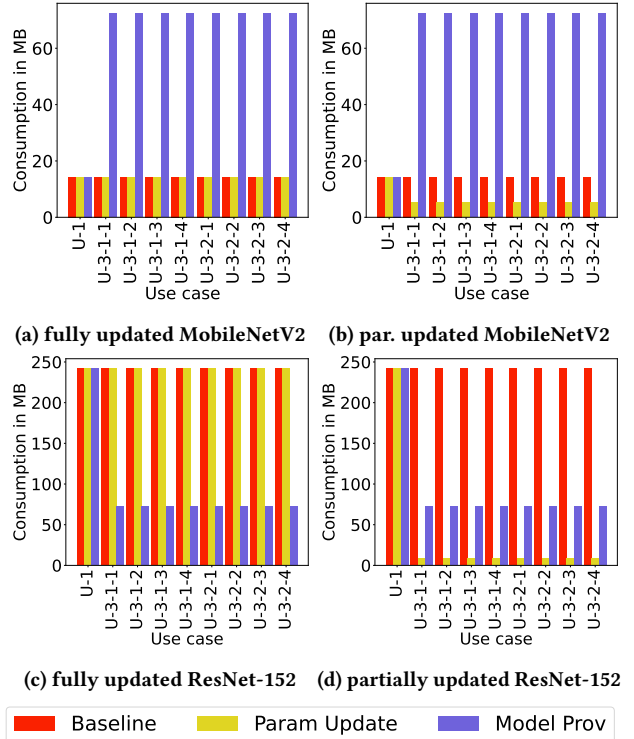 Consumption in MB
60
40
20
0
U-1
U-3-1-1
U-3-1-2
U-3-1-3
U-3-1-4
U-3-2-1
U-3-2-2
U-3-2-3
U-3-2-4
Use case
(a) fully updated MobileNetV2
Consumption in MB
60
40
20
0
U-1
U-3-1-1
U-3-1-2
U-3-1-3
U-3-1-4
U-3-2-1
U-3-2-2
U-3-2-3
U-3-2-4
Use case
(b) par. updated MobileNetV2
Consumption in MB
250
200
150
100
50
0
U-1
U-3-1-1
U-3-1-2
U-3-1-3
U-3-1-4
U-3-2-1
U-3-2-2
U-3-2-3
U-3-2-4
Use case
(c) fully updated ResNet-152
Consumption in MB
250
200
150
100
50
0
U-1
U-3-1-1
U-3-1-2
U-3-1-3
U-3-1-4
U-3-2-1
U-3-2-2
U-3-2-3
U-3-2-4
Use case
(d) partially updated ResNet-152
Baseline Param Update Model Prov